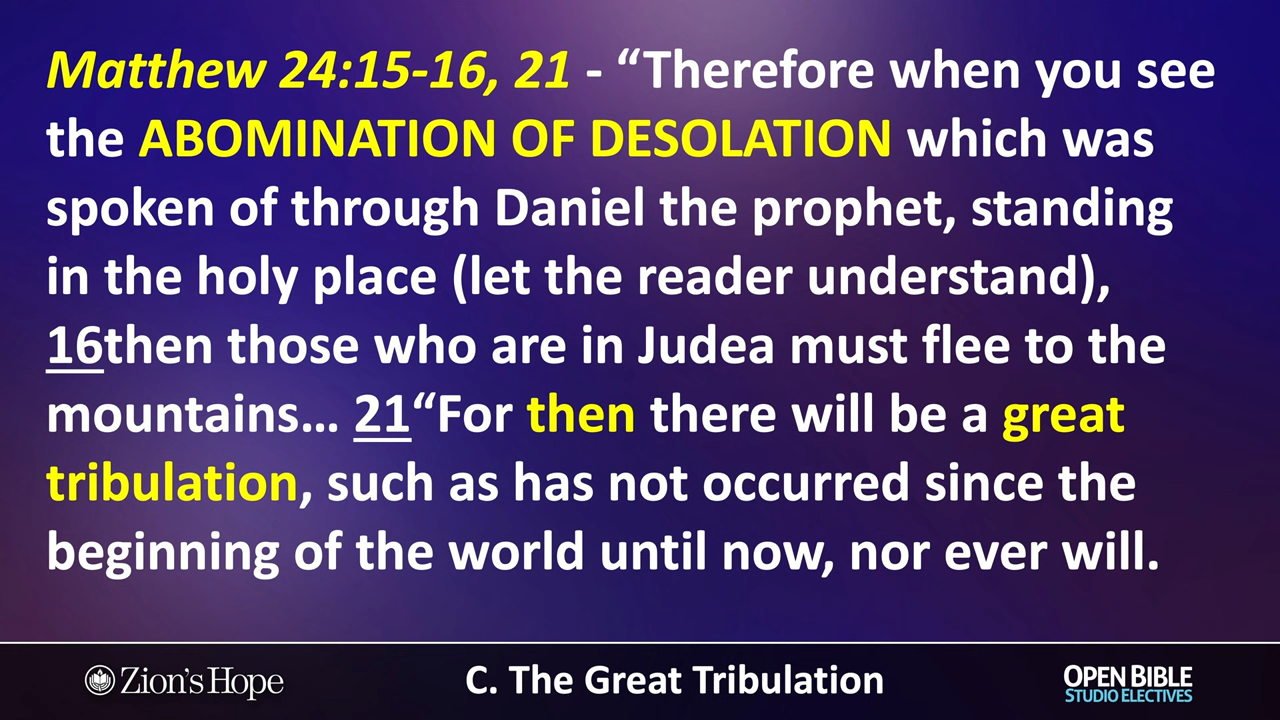 Matthew 24:15-16, 21 - “Therefore when you see
the ABOMINATION OF DESOLATION which was
spoken of through Daniel the prophet, standing
in the holy place (let the reader understand),
16then those who are in Judea must flee to the
mountains… 21“For then there will be a great
tribulation, such as has not occurred since the
beginning of the world until now, nor ever will.
Zion's Hope
C. The Great Tribulation
OPEN BIBLE
STUDIO ELECTIVES